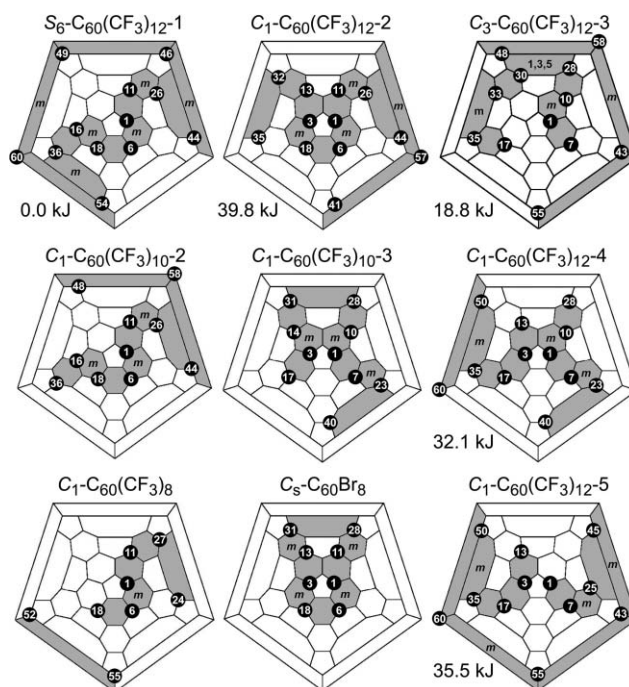 S6-C60(CF3)12-1
49
46
11
m
26
m
m
1
16
m
m
36
18
6
44
m
60
54
0.0 kJ
C1-C60(CF3)12-2
32
13
11
m
26
3
1
m
m
35
18
6
44
57
41
39.8 kJ
C3-C60(CF3)12-3
58
48
1,3,5
28
30
33
10
m
m
1
35
17
7
43
55
18.8 kJ
C1-C60(CF3)10-2
58
48
11
m
26
1
16
m
m
36
18
6
44
C1-C60(CF3)10-3
31
28
14
10
m
m
3
1
17
7
m
23
40
C1-C60(CF3)12-4
50
28
13
10
m
m
3
1
35
17
7
m
23
60
40
32.1 kJ
C1-C60(CF3)8
27
11
1
m
18
6
24
52
55
Cs-C60Br8
31
28
m
13
11
m
3
1
m
m
18
6
C1-C60(CF3)12-5
50
45
13
m
m
3
1
25
35
17
7
m
60
43
m
55
35.5 kJ